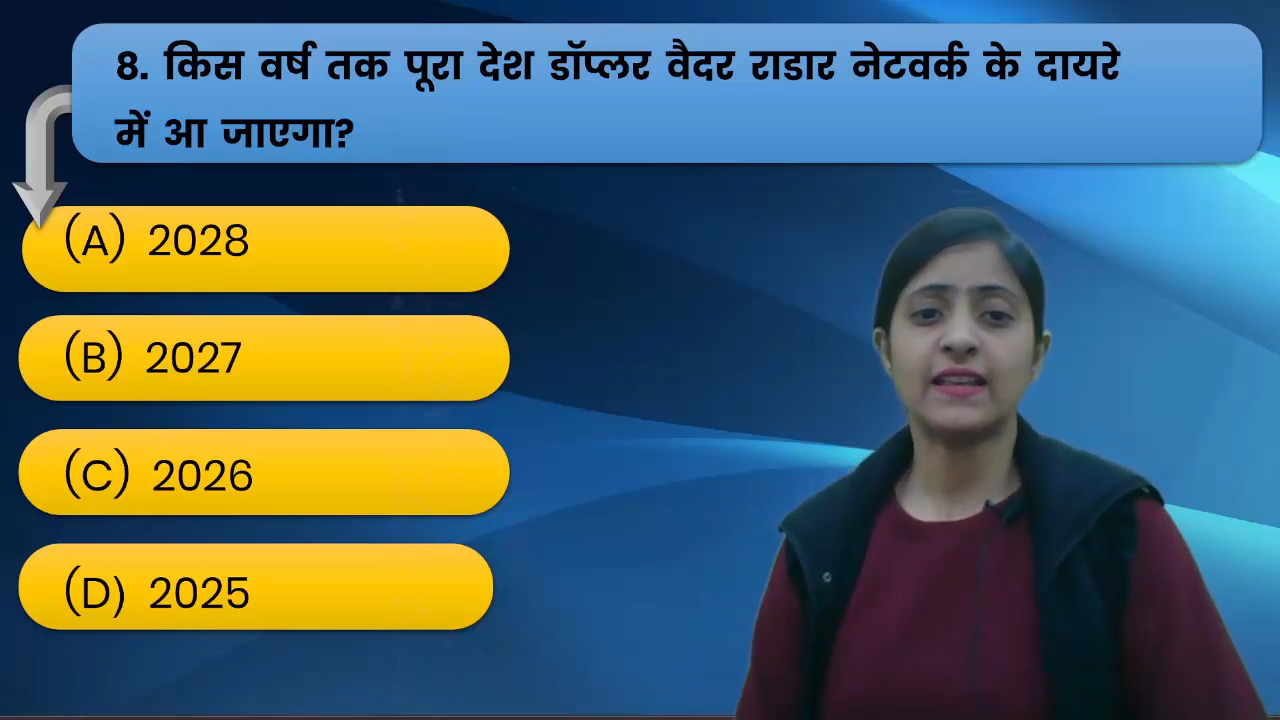 8. किस वर्ष तक पूरा देश डॉप्लर वैदर राडार नेटवर्क के दायरे
में आ जाएगा?
(A) 2028
(B) 2027
(C) 2026
(D) 2025